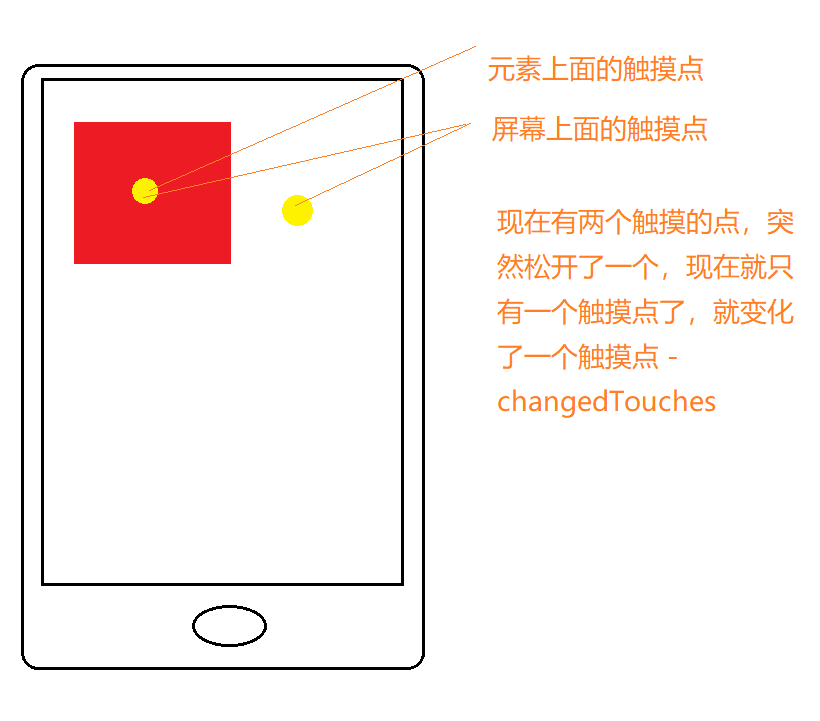 元素上面的触摸点
屏幕上面的触摸点
现在有两个触摸的点，突
然松开了一个，现在就只
有一个触摸点了，就变化
了一个触摸点 -
changedTouches